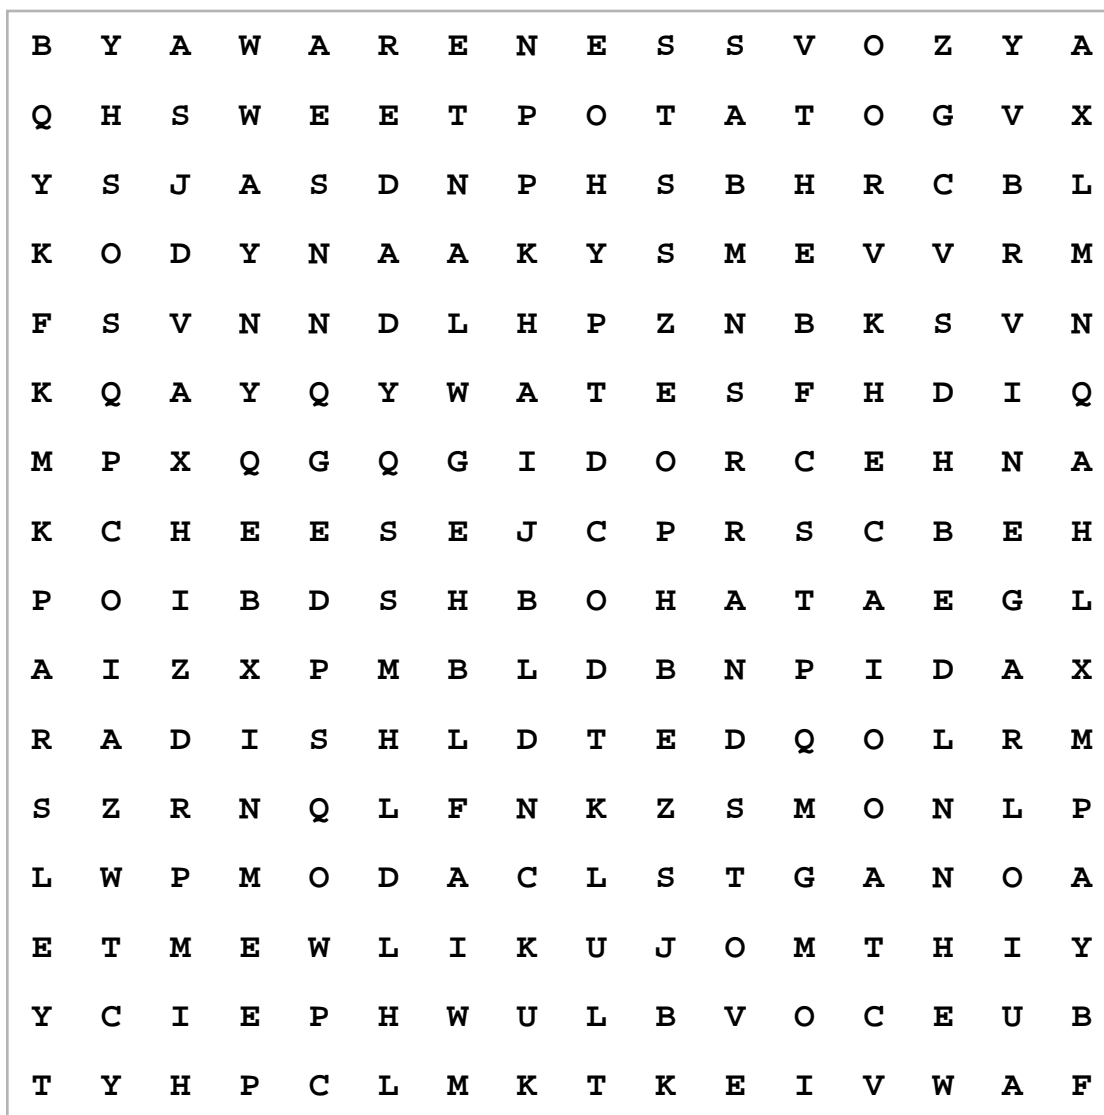 B Y A W A R E N E S S V O Z Y A
Q H S W E E T P O T A T O G V X
Y S J A S D N P H S B H R C B L
K O D Y N A A K Y S M E V V R M
F S V N N D L H P Z N B K S V N
K Q A Y Q Y W A T E S F H D I Q
M P X Q G Q G I D O R C E H N A
K C H E E S E J C P R S C B E H
P O I B D S H B O H A T A E G L
A I Z X P M B L D B N P I D A X
R A D I S H L D T E D Q O L R M
S Z R N Q L F N K Z S M O N L P
L W P M O D A C L S T G A N O A
E T M E W L I K U J O M T H I Y
Y C I E P H W U L B V O C E U B
T Y H P C L M K T K E I V W A F